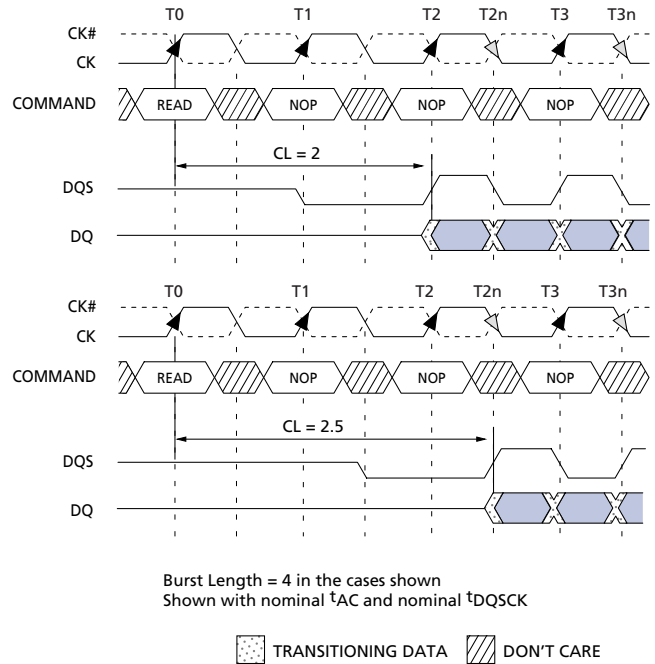 T0 T1 T2 T2n T3 T3n
CK#
CK
COMMAND READ NOP NOP NOP
CL = 2
DQS
DQ
T0 T1 T2 T2n T3 T3n
CK#
CK
COMMAND READ NOP NOP NOP
CL = 2.5
DQS
DQ
Burst Length = 4 in the cases shown
Shown with nominal tAC and nominal tDQSCK
TRANSITIONING DATA DON'T CARE